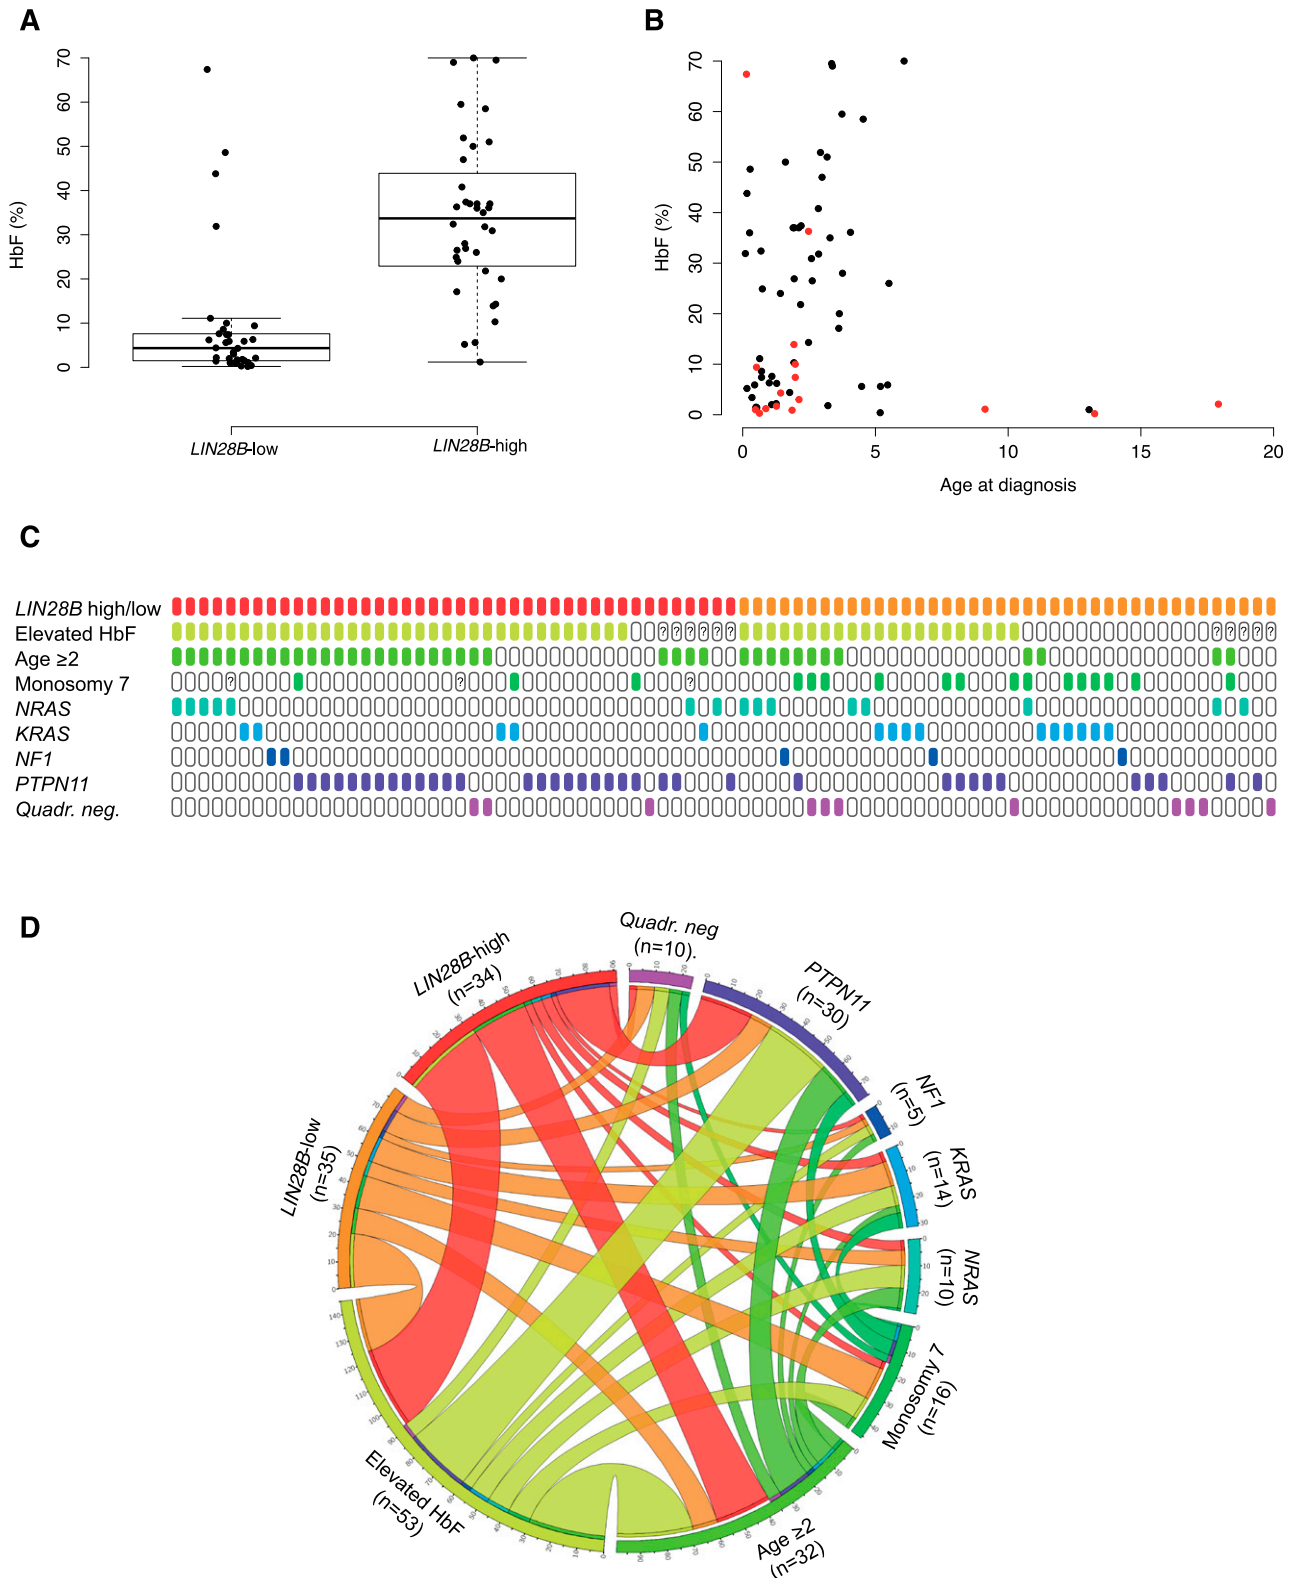 A
B
70
60
50
40
30
20
10
0
HbF (%)
LIN28B-low
LIN28B-high
70
60
50
40
30
20
10
0
HbF (%)
0
5
10
15
20
Age at diagnosis
C
LIN28B high/low
Elevated HbF
? ? ? ? ? ? ? ? ? ? ?
Age ≥2
Monosomy 7
? ? ?
NRAS
KRAS
NF1
PTPN11
Quadr. neg.
D
Quadr. neg
(n=10).
LIN28B-high
(n=34)
PTPN11
(n=30)
NF1
(n=5)
LIN28B-low
(n=35)
KRAS
(n=14)
NRAS
(n=10)
Monosomy 7
(n=16)
Elevated HbF
(n=53)
Age ≥2
(n=32)